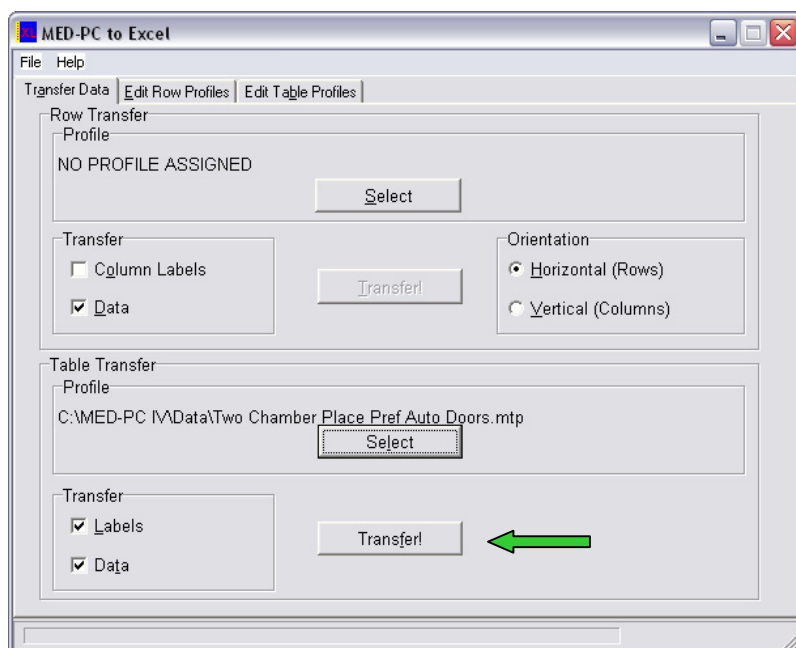 XL MED-PC to Excel
File Help
Transfer Data Edit Row Profiles Edit Table Profiles
Row Transfer
Profile
NO PROFILE ASSIGNED
Select
Transfer
Column Labels
Data
Transfer!
Orientation
Horizontal (Rows)
Vertical (Columns)
Table Transfer
Profile
C:\MED-PC IV\Data\Two Chamber Place Pref Auto Doors.mtp
Select
Transfer
Labels
Data
Transfer!